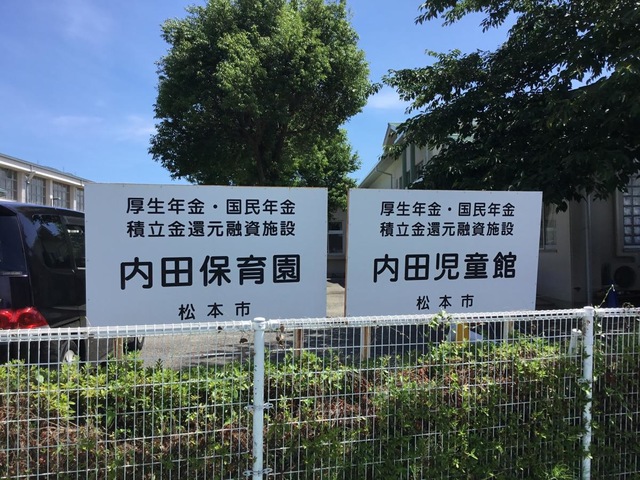 厚生年金・国民年金
積立金還元融資施設
内田保育園
松本市
厚生年金・国民年金
積立金還元融資施設
内田児童館
松本市